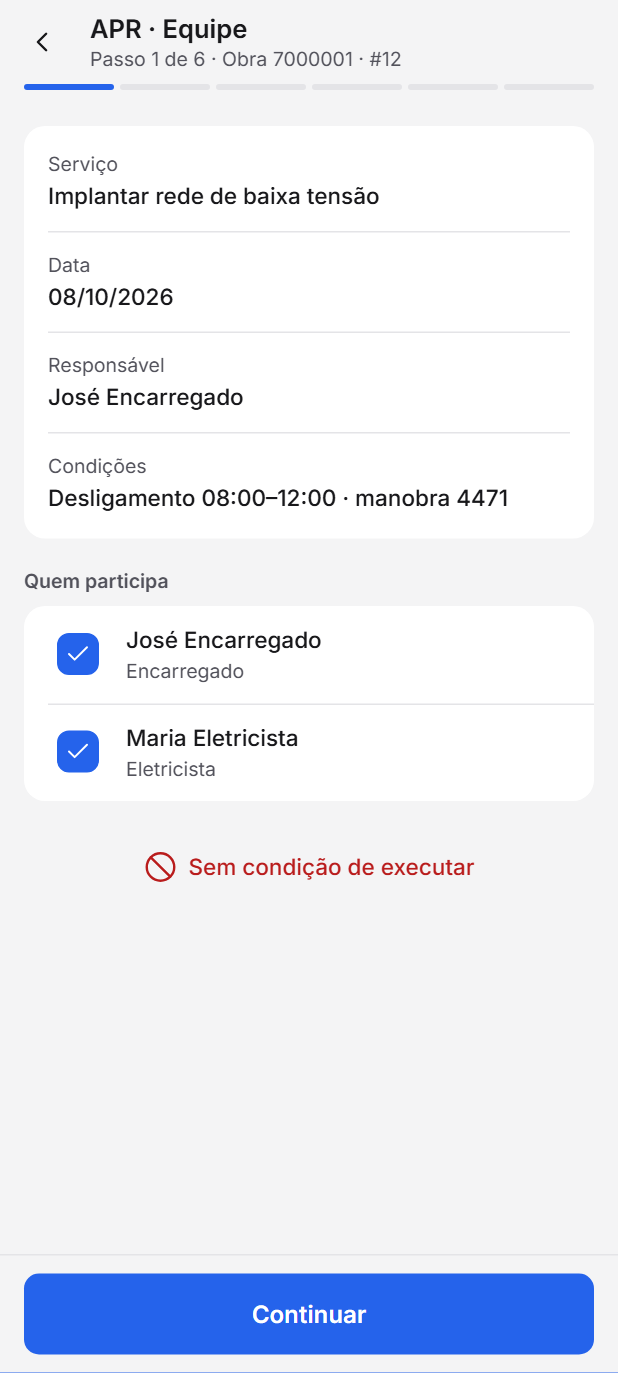 APR · Equipe
Passo 1 de 6 · Obra 7000001 · #12
Serviço
Implantar rede de baixa tensão
Data
08/10/2026
Responsável
José Encarregado
Condições
Desligamento 08:00–12:00 · manobra 4471
Quem participa
José Encarregado
Encarregado
Maria Eletricista
Eletricista
Sem condição de executar
Continuar